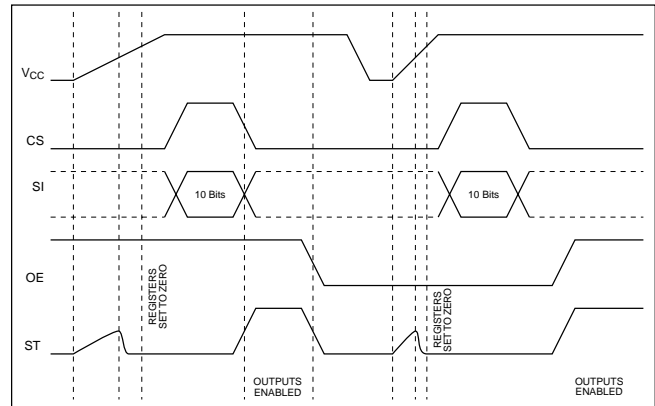 VCC
CS
SI
10 Bits
10 Bits
OE
REGISTERS
SET TO ZERO
REGISTERS
SET TO ZERO
ST
OUTPUTS
ENABLED
OUTPUTS
ENABLED